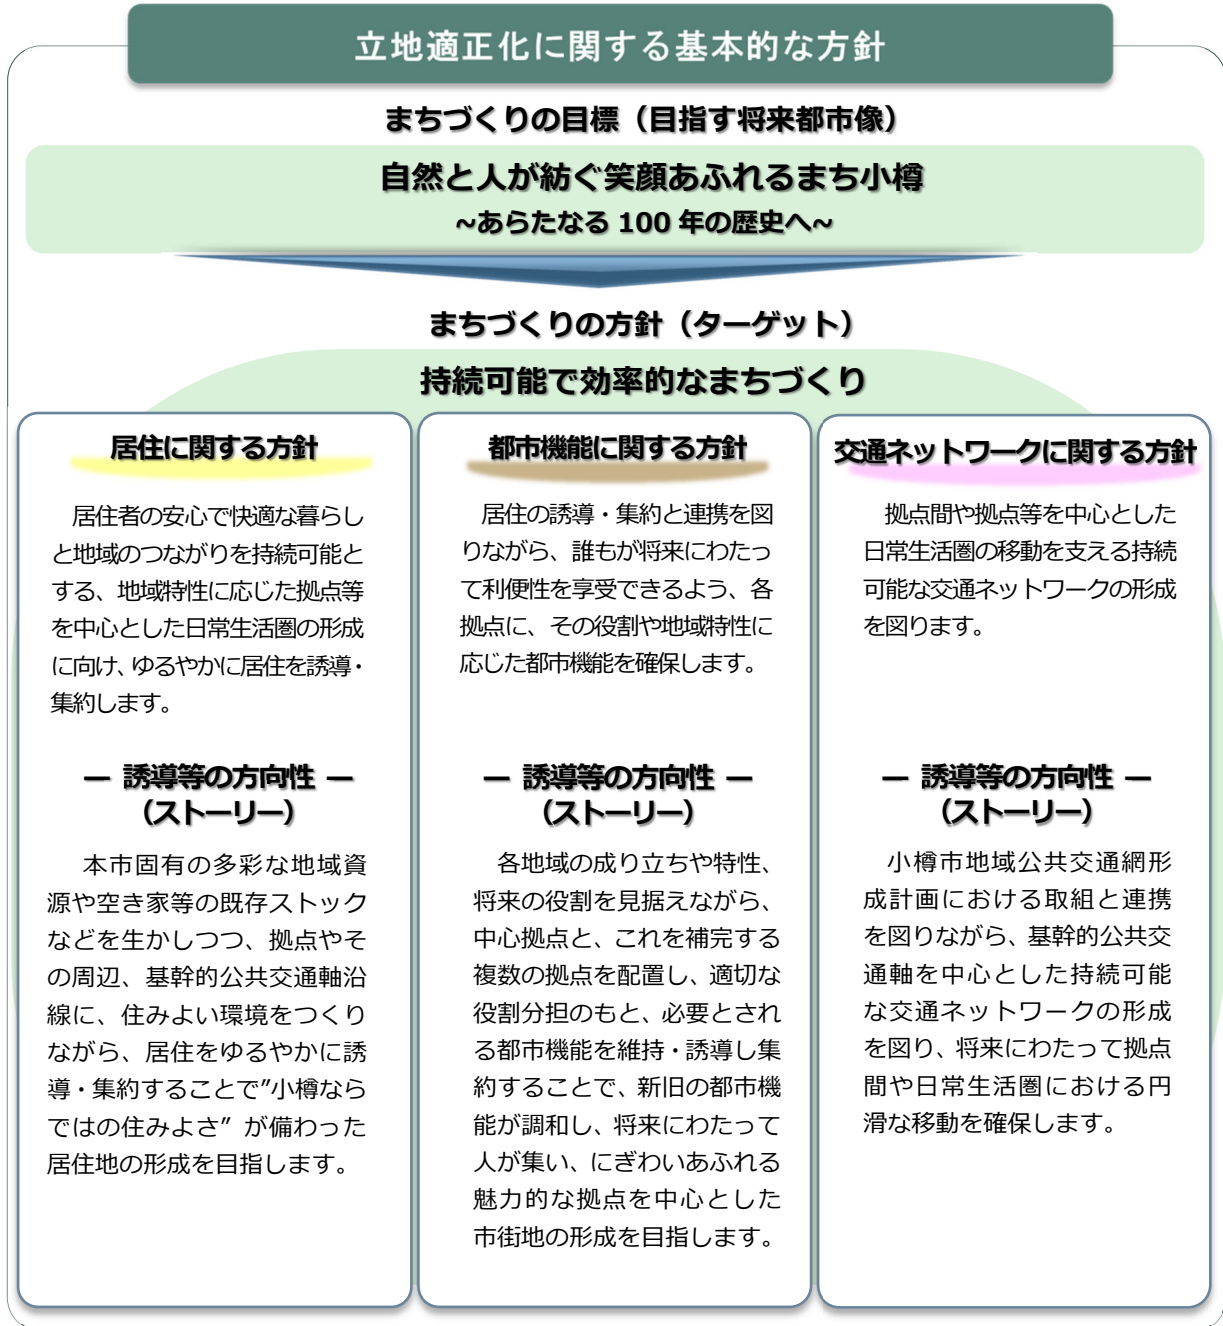 立地適正化に関する基本的な方針
まちづくりの目標（目指す将来都市像）
自然と人が紡ぐ笑顔あふれるまち小樽
~あらたなる 100 年の歴史へ~
まちづくりの方針（ターゲット）
持続可能で効率的なまちづくり
居住に関する方針
居住者の安心で快適な暮らし
と地域のつながりを持続可能と
する、地域特性に応じた拠点等
を中心とした日常生活圏の形成
に向け、ゆるやかに居住を誘導・
集約します。
― 誘導等の方向性 ―
（ストーリー）
本市固有の多彩な地域資
源や空き家等の既存ストック
などを生かしつつ、拠点やそ
の周辺、基幹的公共交通軸沿
線に、住みよい環境をつくり
ながら、居住をゆるやかに誘
導・集約することで”小樽なら
ではの住みよさ” が備わった
居住地の形成を目指します。
都市機能に関する方針
居住の誘導・集約と連携を図
りながら、誰もが将来にわたっ
て利便性を享受できるよう、各
拠点に、その役割や地域特性に
応じた都市機能を確保します。
― 誘導等の方向性 ―
（ストーリー）
各地域の成り立ちや特性、
将来の役割を見据えながら、
中心拠点と、これを補完する
複数の拠点を配置し、適切な
役割分担のもと、必要とされ
る都市機能を維持・誘導し集
約することで、新旧の都市機
能が調和し、将来にわたって
人が集い、にぎわいあふれる
魅力的な拠点を中心とした
市街地の形成を目指します。
交通ネットワークに関する方針
拠点間や拠点等を中心とした
日常生活圏の移動を支える持続
可能な交通ネットワークの形成
を図ります。
― 誘導等の方向性 ―
（ストーリー）
小樽市地域公共交通網形
成計画における取組と連携
を図りながら、基幹的公共交
通軸を中心とした持続可能
な交通ネットワークの形成
を図り、将来にわたって拠点
間や日常生活圏における円
滑な移動を確保します。